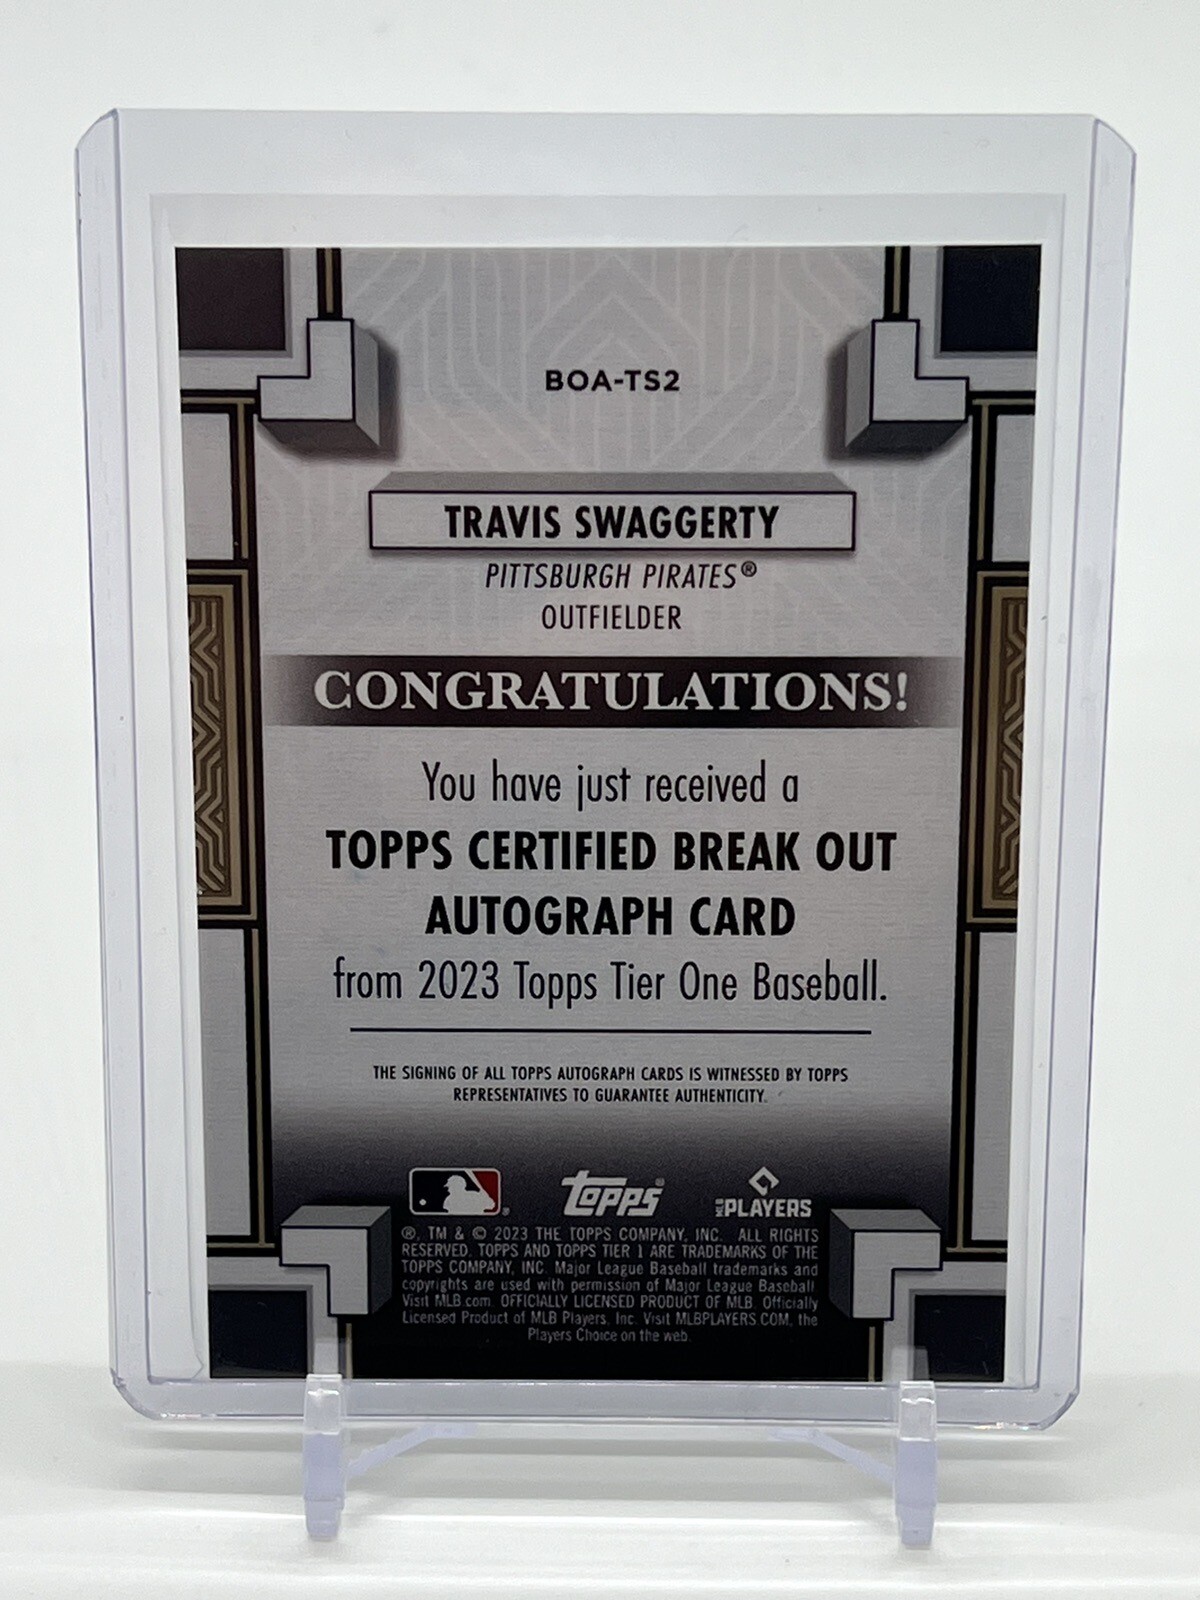 BOA-TS2
TRAVIS SWAGGERTY
PITTSBURGH PIRATES®
OUTFIELDER
CONGRATULATIONS!
You have just received a
TOPPS CERTIFIED BREAK OUT
AUTOGRAPH CARD
from 2023 Topps Tier One Baseball.
THE SIGNING OF ALL TOPPS AUTOGRAPH CARDS IS WITNESSED BY TOPPS
REPRESENTATIVES TO GUARANTEE AUTHENTICITY.
® topps® MLB PLAYERS
®, TM & © 2023 THE TOPPS COMPANY, INC. ALL RIGHTS
RESERVED. TOPPS AND TOPPS TIER 1 ARE TRADEMARKS OF THE
TOPPS COMPANY, INC. Major League Baseball trademarks and
copyrights are used with permission of Major League Baseball.
Visit MLB.com. OFFICIALLY LICENSED PRODUCT OF MLB. Officially
Licensed Product of MLB Players, Inc. Visit MLBPLAYERS.COM, the
Players Choice on the web.